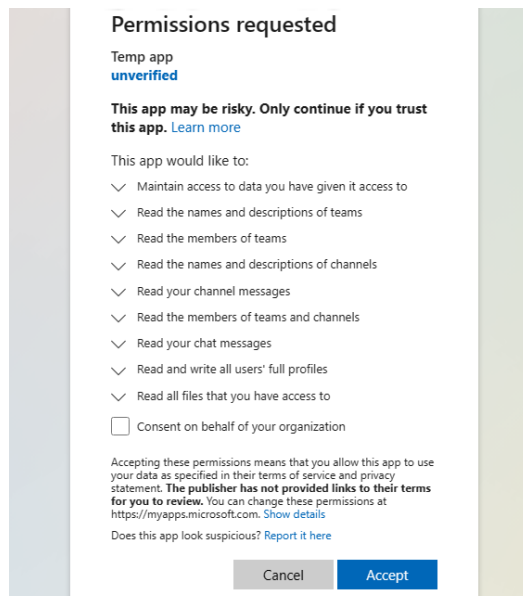 Permissions requested
Temp app
unverified
This app may be risky. Only continue if you trust
this app. Learn more
This app would like to:
Maintain access to data you have given it access to
Read the names and descriptions of teams
Read the members of teams
Read the names and descriptions of channels
Read your channel messages
Read the members of teams and channels
Read your chat messages
Read and write all users' full profiles
Read all files that you have access to
Consent on behalf of your organization
Accepting these permissions means that you allow this app to use
your data as specified in their terms of service and privacy
statement. The publisher has not provided links to their terms
for you to review. You can change these permissions at
https://myapps.microsoft.com. Show details
Does this app look suspicious? Report it here
Cancel Accept